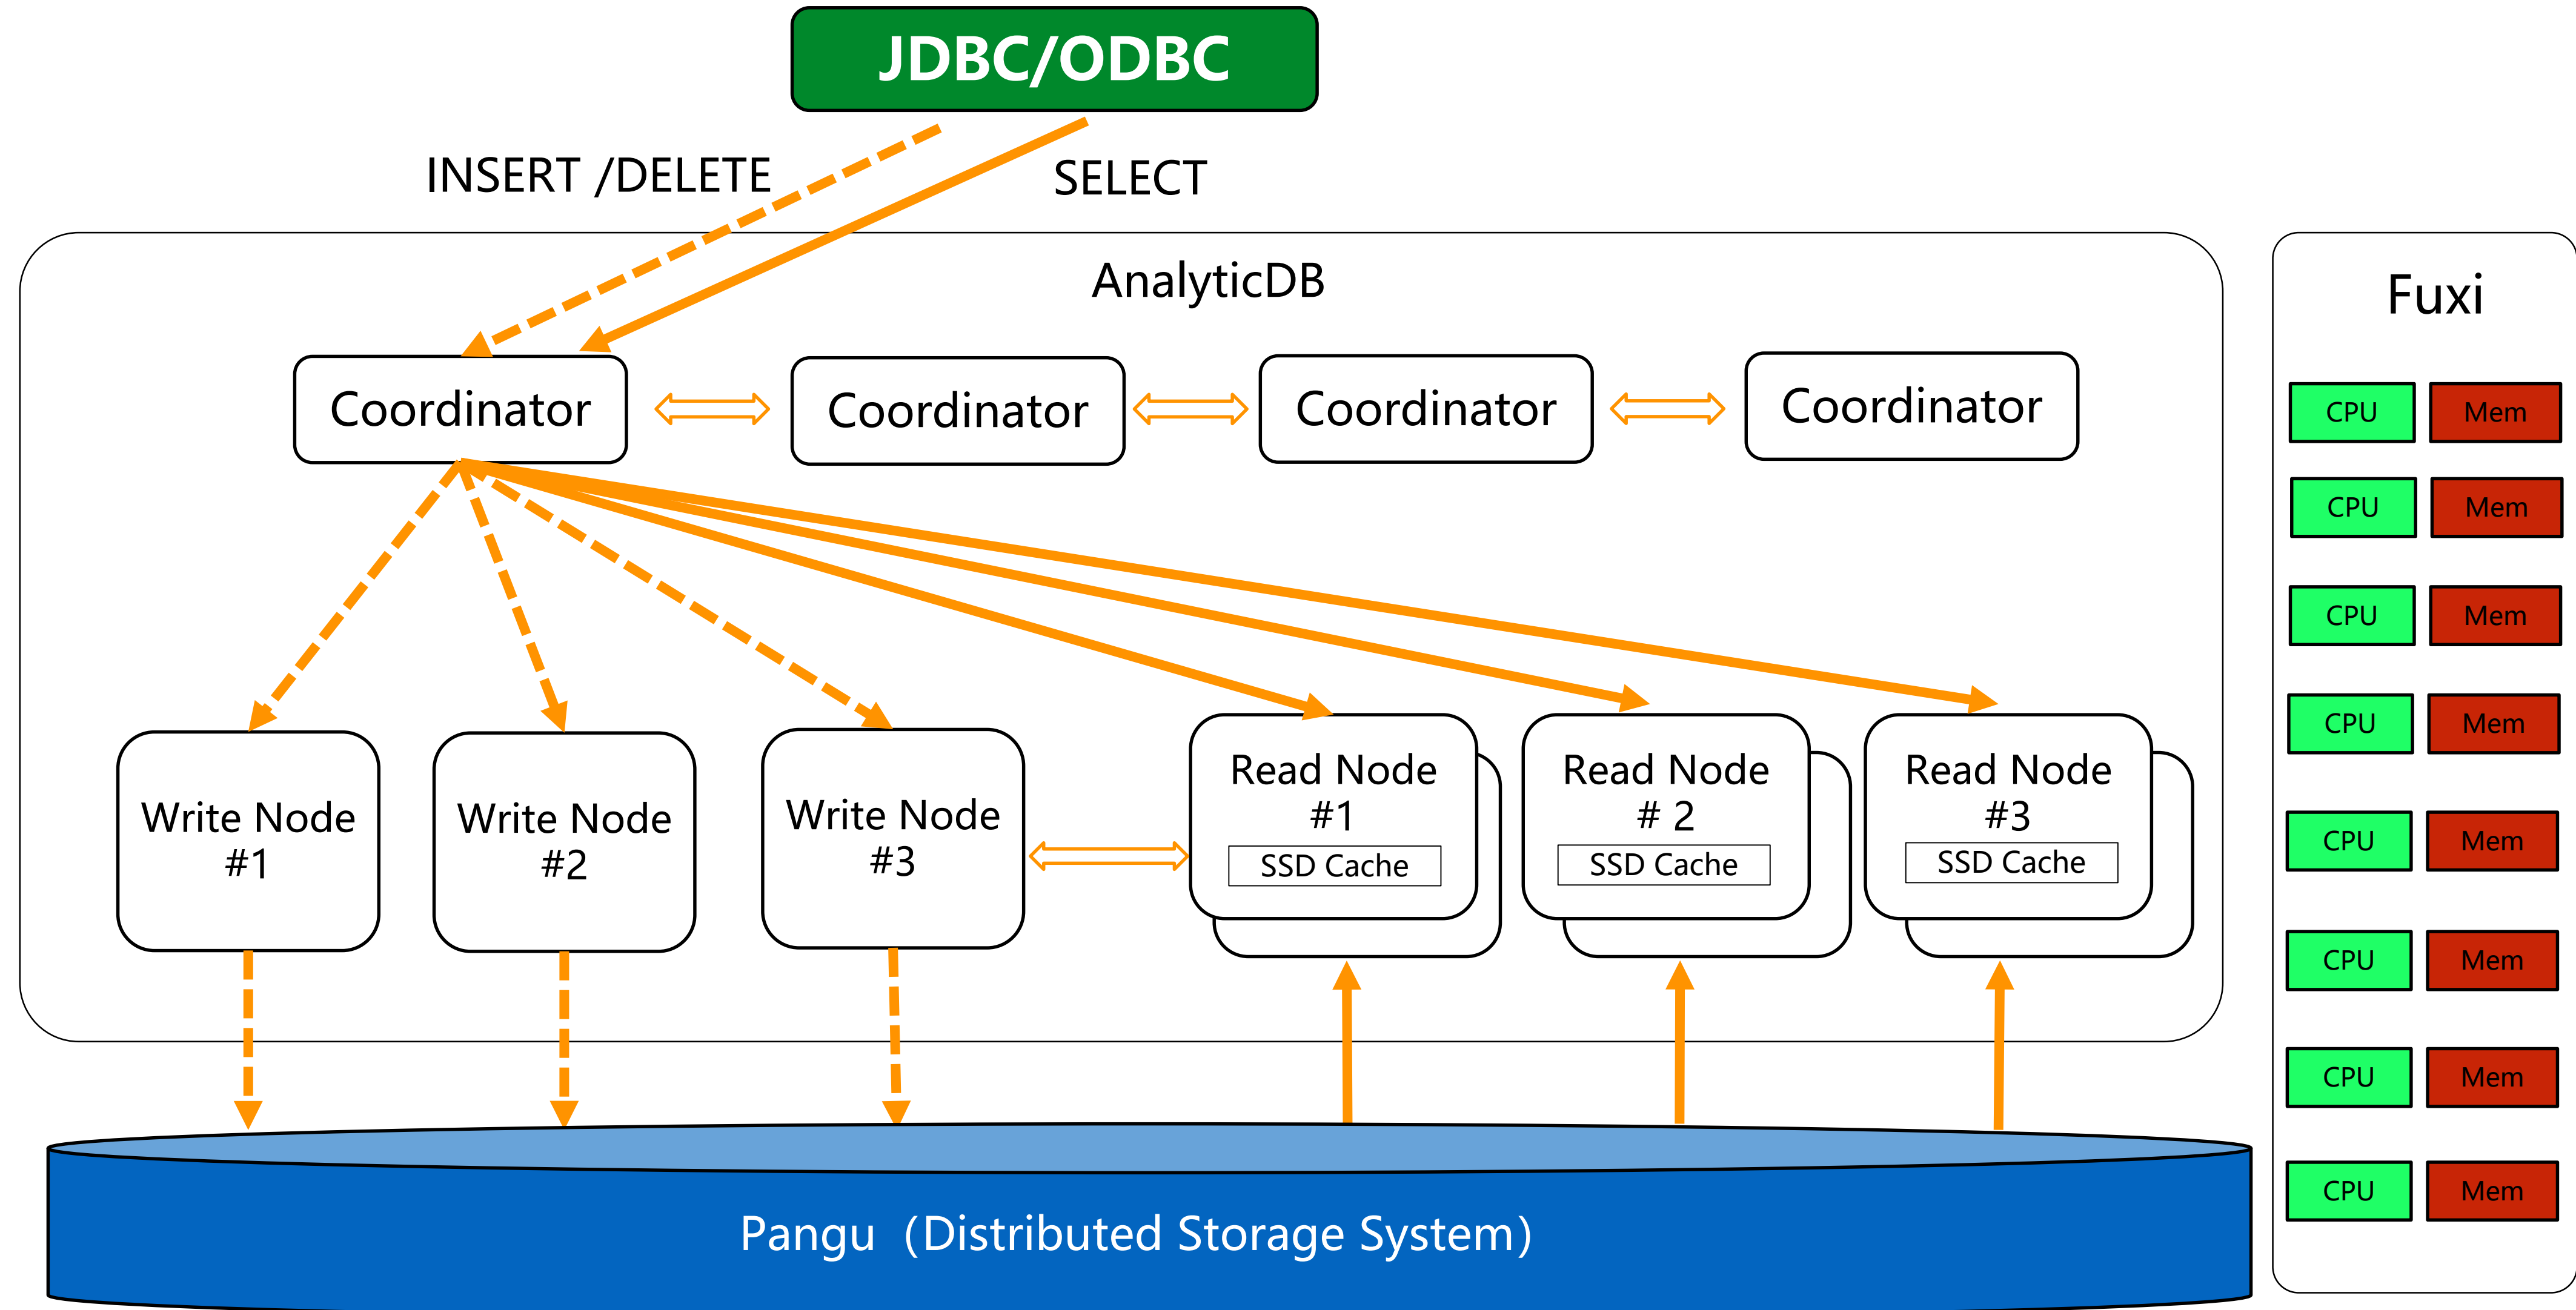 JDBC/ODBC
INSERT /DELETE
SELECT
AnalyticDB
Coordinator
Coordinator
Coordinator
Coordinator
Write Node
#1
Write Node
#2
Write Node
#3
Read Node
#1
SSD Cache
Read Node
# 2
SSD Cache
Read Node
#3
SSD Cache
Pangu（Distributed Storage System）
Fuxi
CPU Mem
CPU Mem
CPU Mem
CPU Mem
CPU Mem
CPU Mem
CPU Mem
CPU Mem